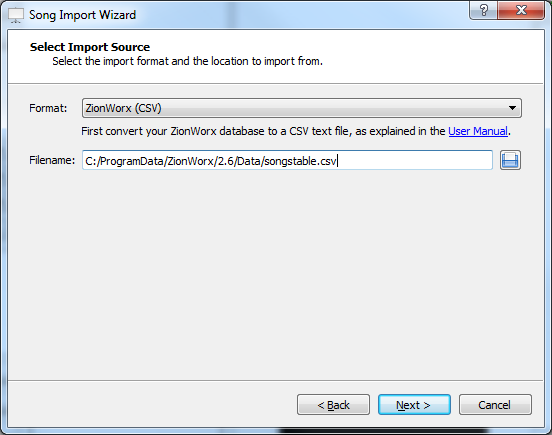 Song Import Wizard
?
Select Import Source
Select the import format and the location to import from.
Format: ZionWorx (CSV)
First convert your ZionWorx database to a CSV text file, as explained in the User Manual.
Filename: C:/ProgramData/ZionWorx/2.6/Data/songstable.csv
< Back Next > Cancel